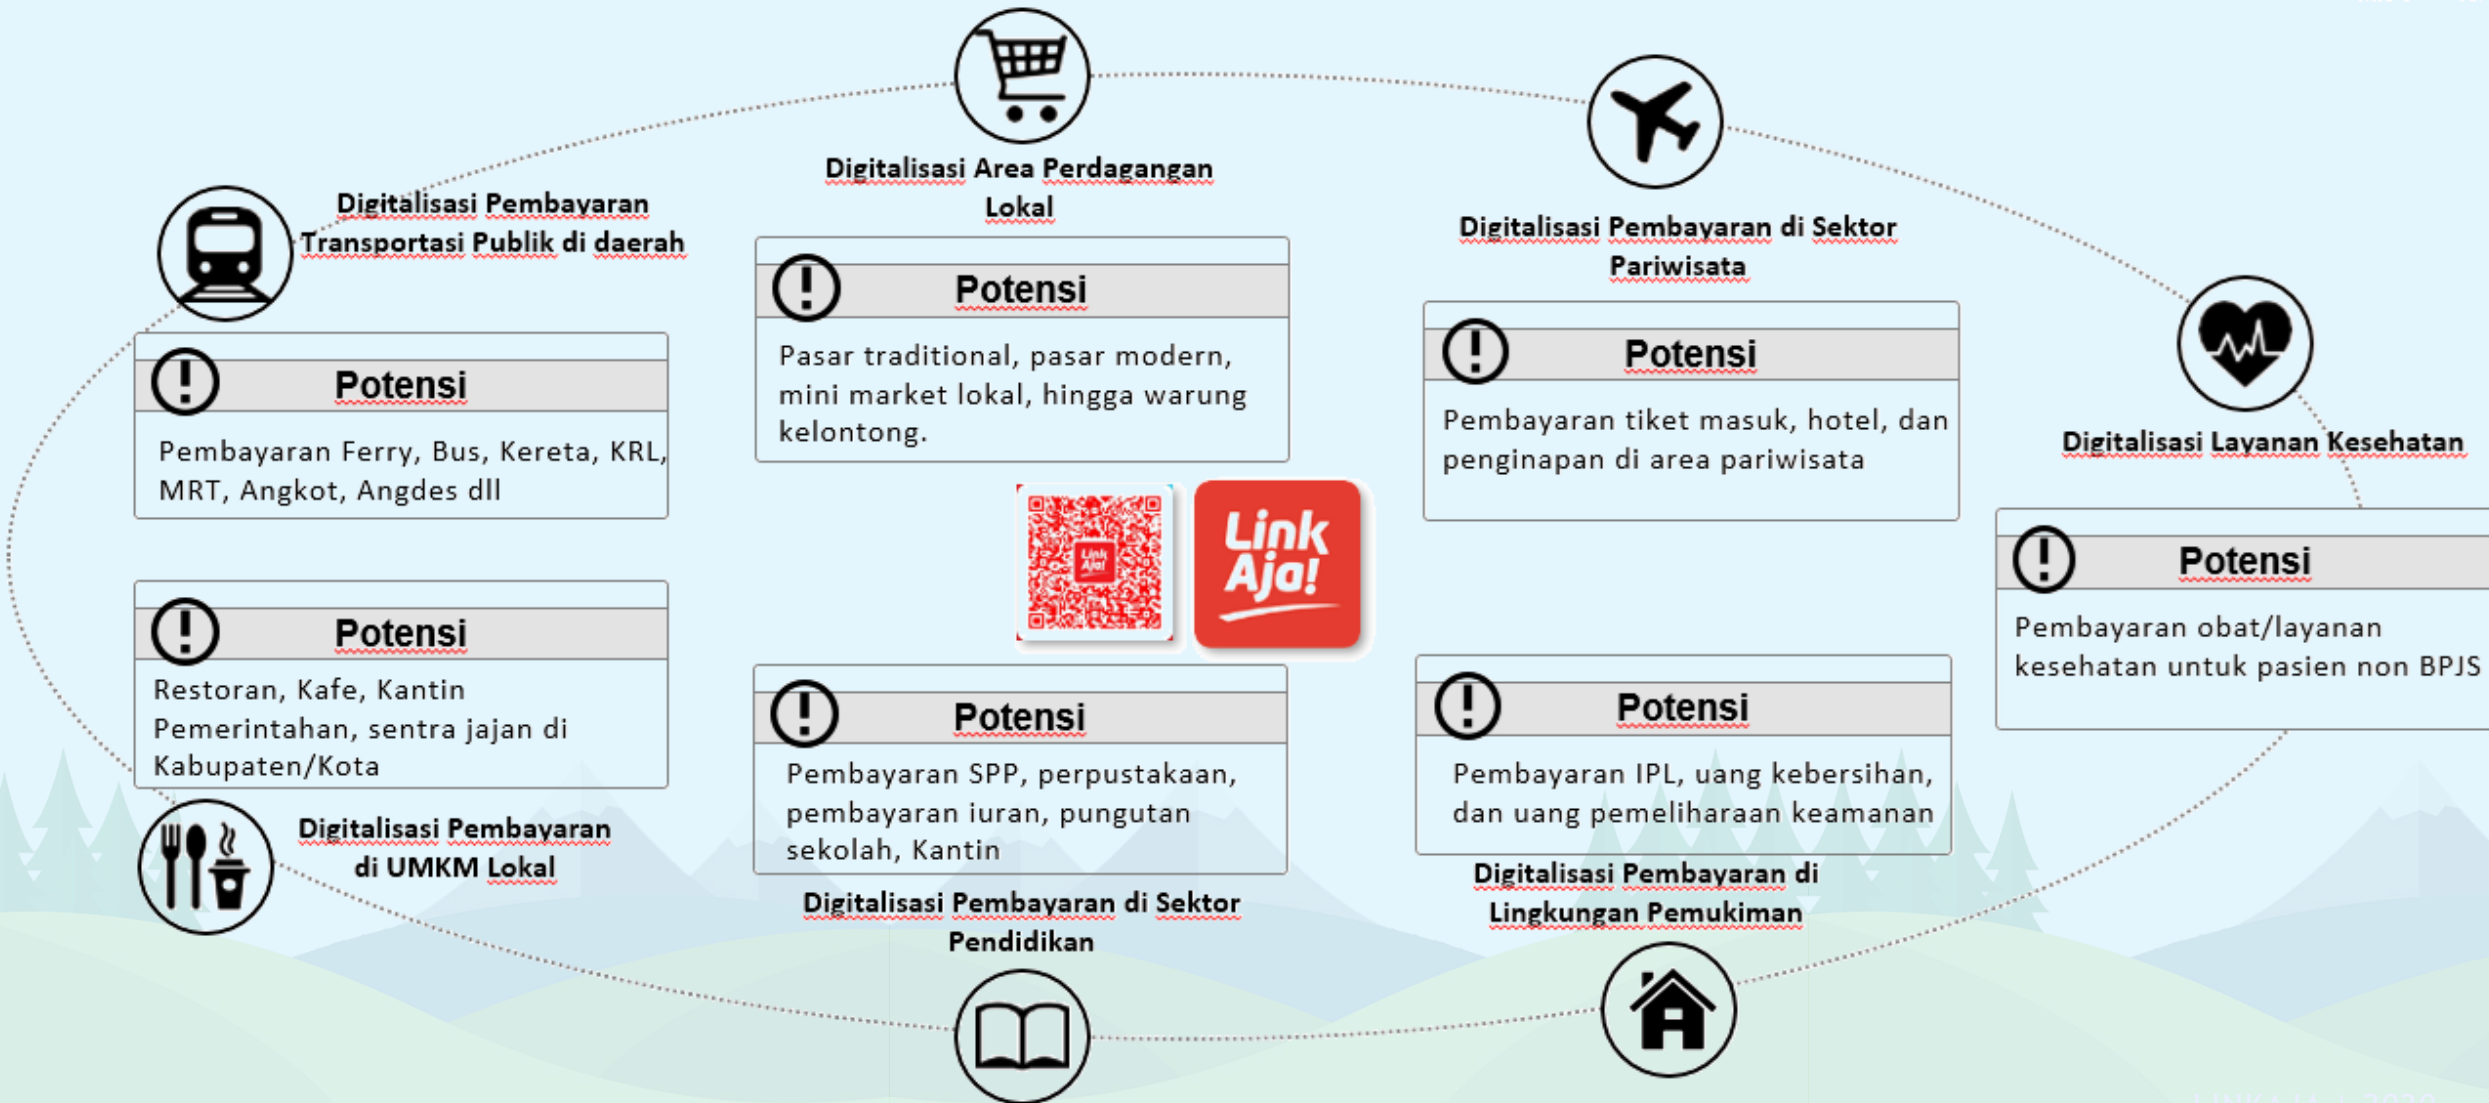 Digitalisasi Pembayaran
Transportasi Publik di daerah
Potensi
Pembayaran Ferry, Bus, Kereta, KRL,
MRT, Angkot, Angdes dll
Digitalisasi Area Perdagangan
Lokal
Potensi
Pasar traditional, pasar modern,
mini market lokal, hingga warung
kelontong.
Digitalisasi Pembayaran di Sektor
Pariwisata
Potensi
Pembayaran tiket masuk, hotel, dan
penginapan di area pariwisata
Digitalisasi Layanan Kesehatan
Potensi
Pembayaran obat/layanan
kesehatan untuk pasien non BPJS
Link
Aja!
Link
Aja!
Potensi
Restoran, Kafe, Kantin
Pemerintahan, sentra jajan di
Kabupaten/Kota
Digitalisasi Pembayaran
di UMKM Lokal
Potensi
Pembayaran SPP, perpustakaan,
pembayaran iuran, pungutan
sekolah, Kantin
Digitalisasi Pembayaran di Sektor
Pendidikan
Potensi
Pembayaran IPL, uang kebersihan,
dan uang pemeliharaan keamanan
Digitalisasi Pembayaran di
Lingkungan Pemukiman